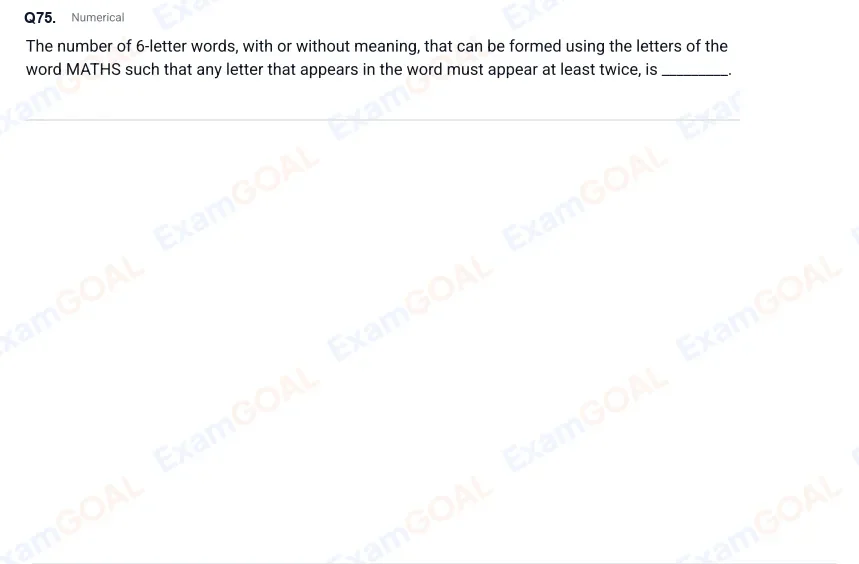 Q75. Numerical
The number of 6-letter words, with or without meaning, that can be formed using the letters of the
word MATHS such that any letter that appears in the word must appear at least twice, is ________.
ExamGOAL